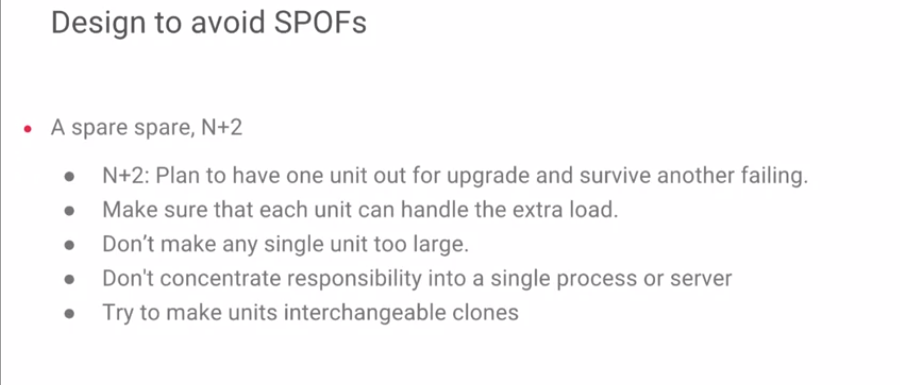 Design to avoid SPOFs
• A spare spare, N+2
● N+2: Plan to have one unit out for upgrade and survive another failing.
● Make sure that each unit can handle the extra load.
● Don’t make any single unit too large.
● Don't concentrate responsibility into a single process or server
● Try to make units interchangeable clones